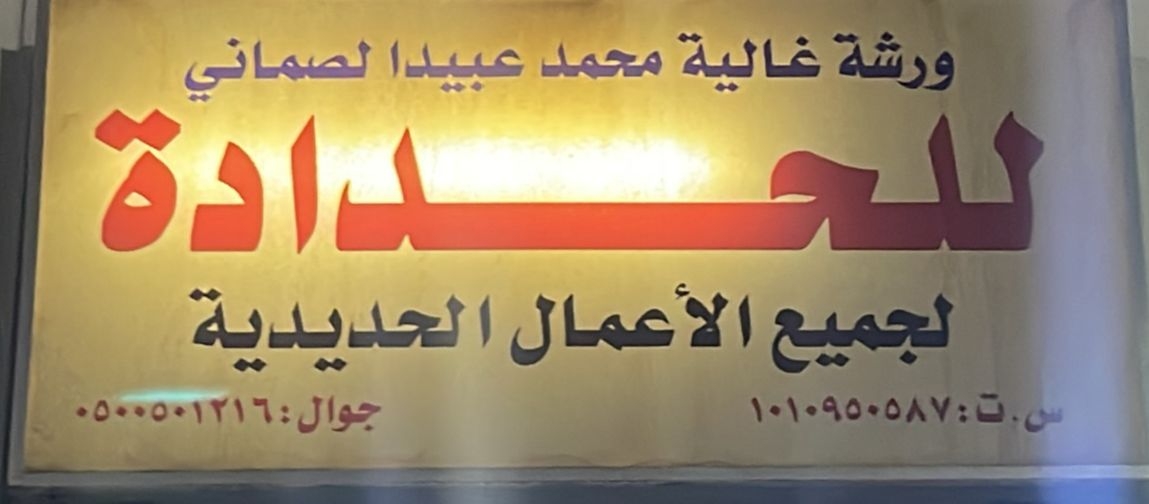 ورشة غالية محمد عبيدا لصماني
للحدادة
لجميع الأعمال الحديدية
س.ت: ١٠١٠٩٥٠٥٨٧
جوال: ٠٥٠٠٥٠١٢١٦